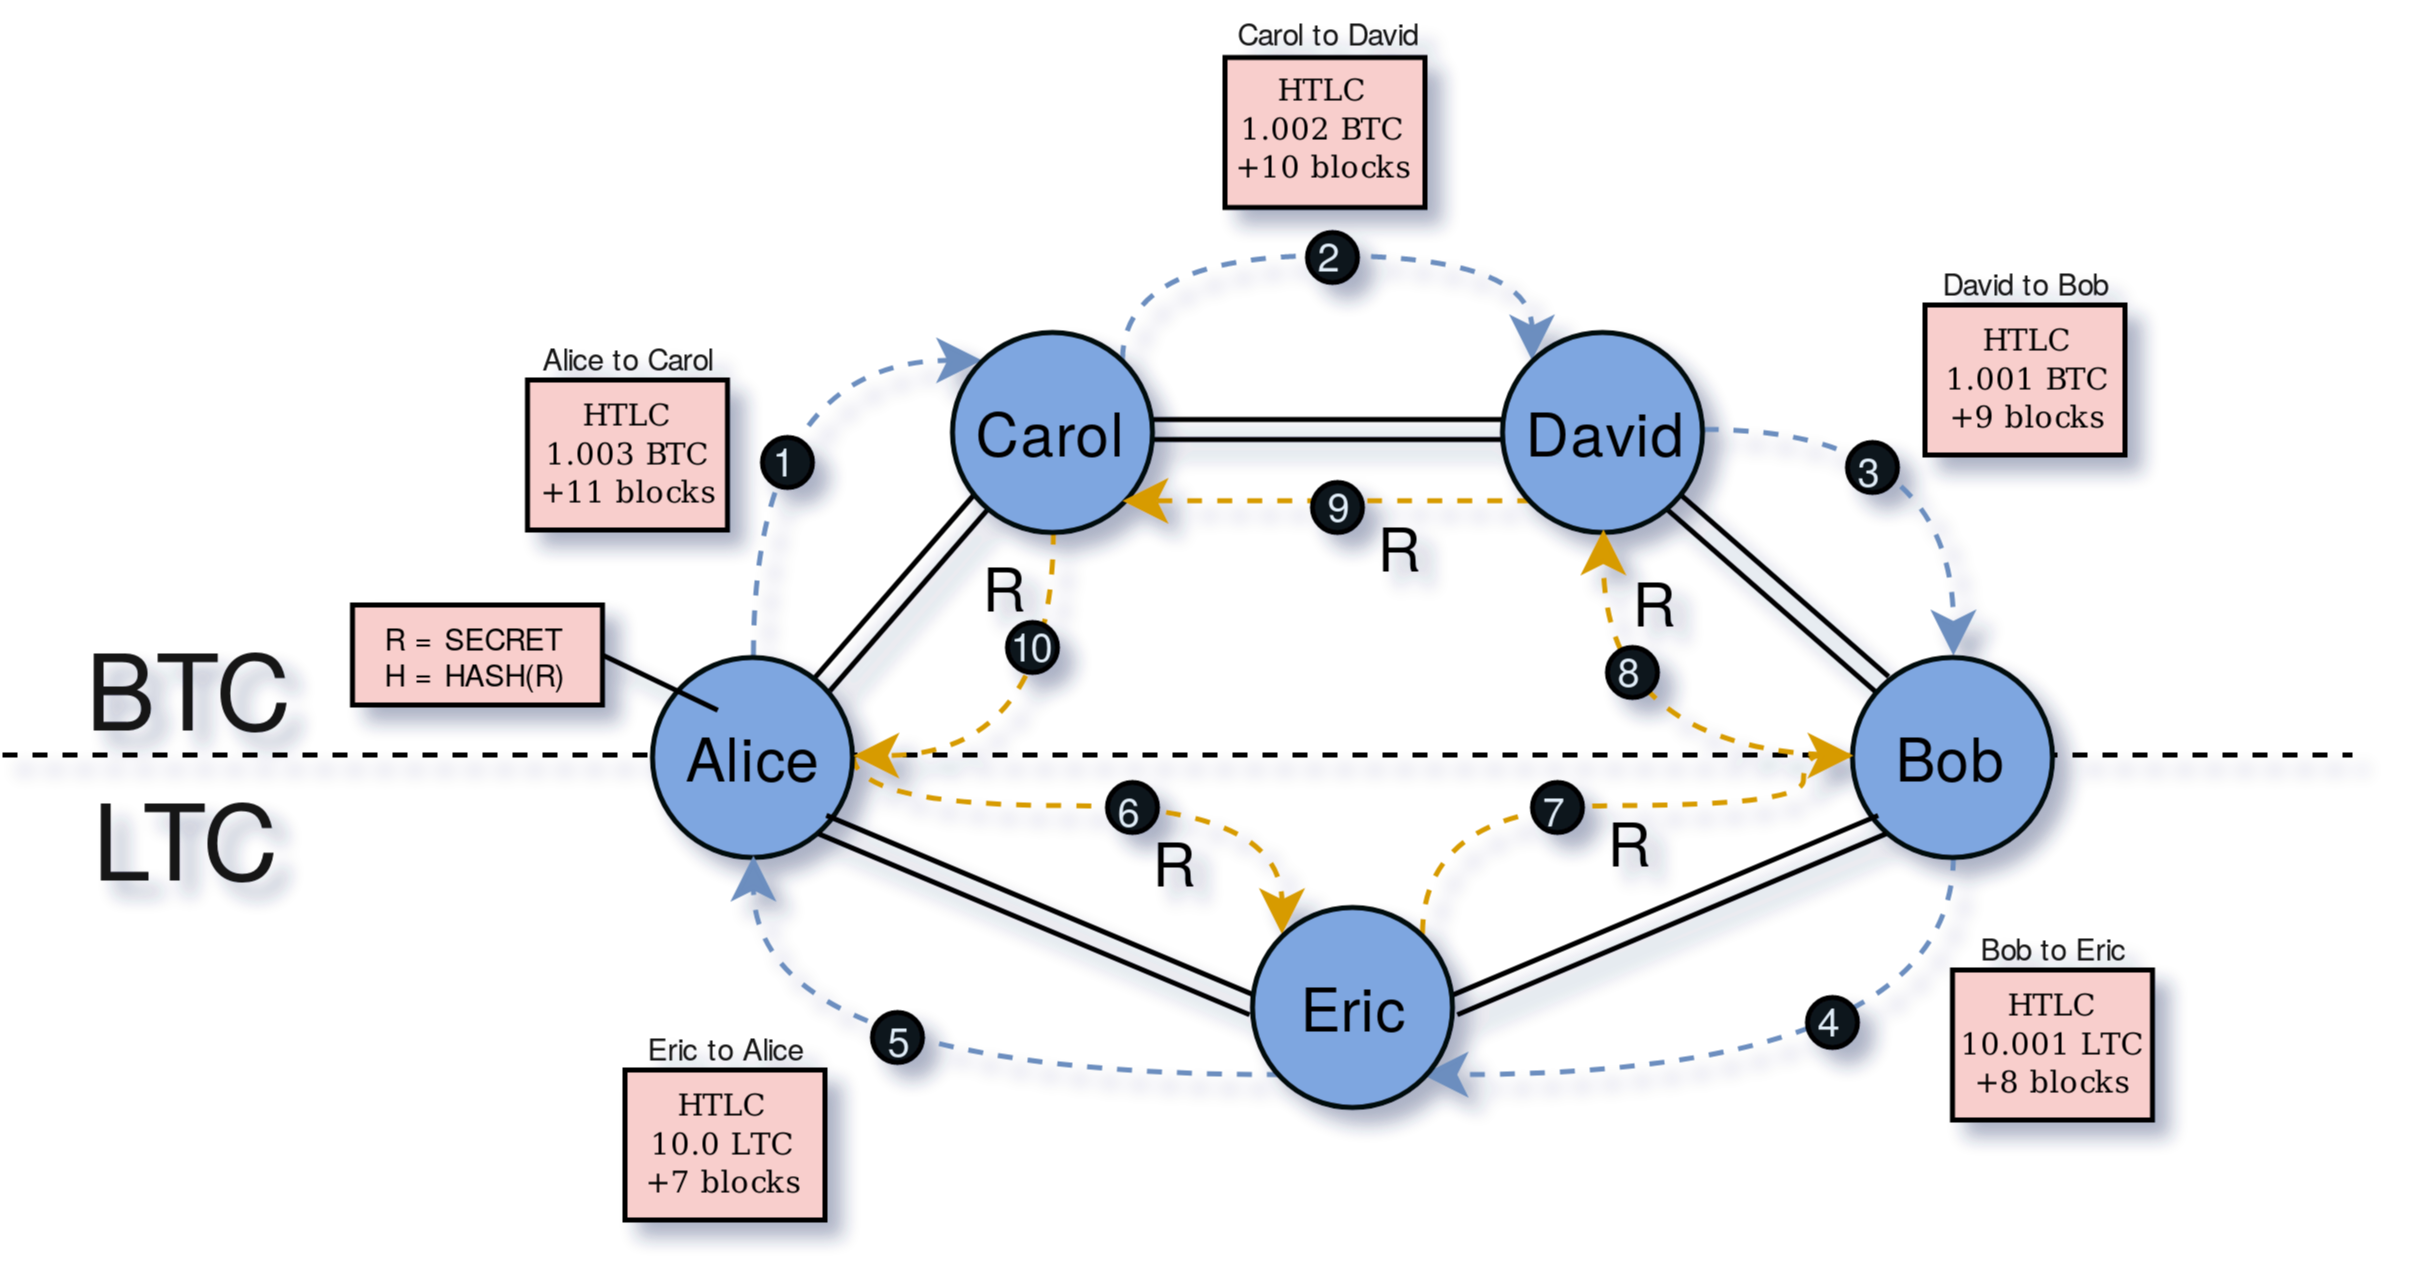 Carol to David
HTLC
1.002 BTC
+10 blocks
2
David to Bob
HTLC
1.001 BTC
+9 blocks
Alice to Carol
HTLC
1.003 BTC
+11 blocks
1
Carol
David
3
9
R
R
10
R
8
R = SECRET
H = HASH(R)
BTC
LTC
Alice
Bob
6
R
7
R
Eric
Bob to Eric
HTLC
10.001 LTC
+8 blocks
4
5
Eric to Alice
HTLC
10.0 LTC
+7 blocks